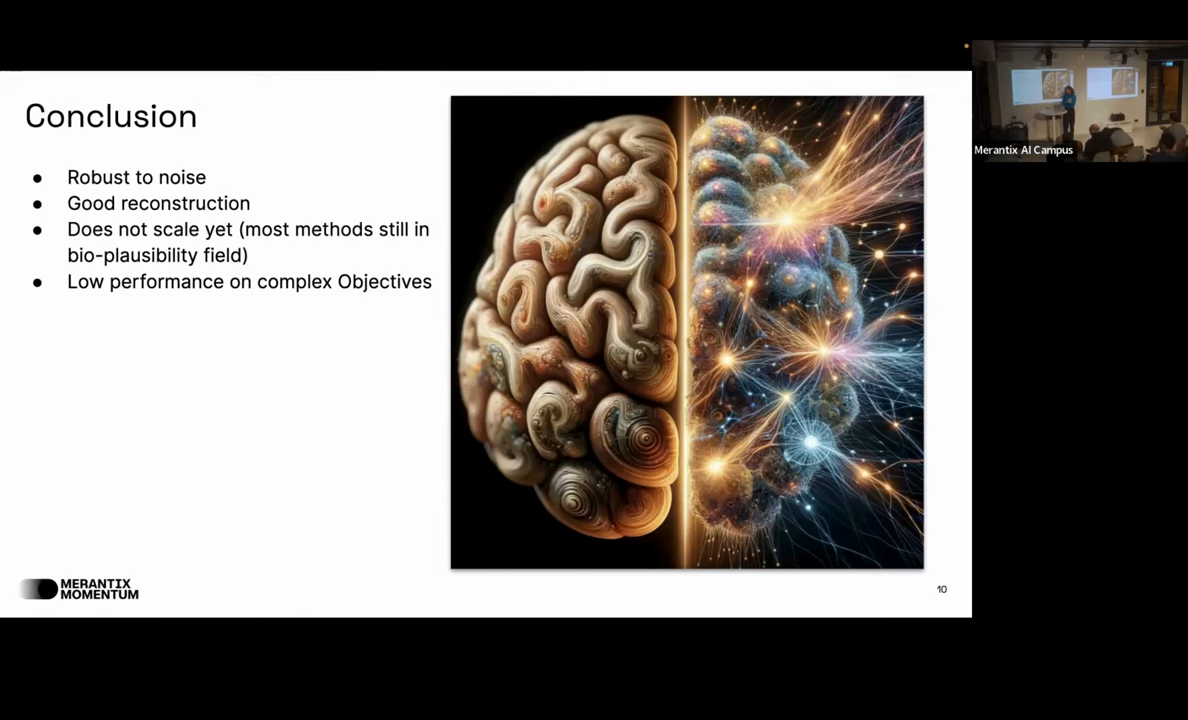 Conclusion
● Robust to noise
● Good reconstruction
● Does not scale yet (most methods still in
bio-plausibility field)
● Low performance on complex Objectives
MERANTIX
MOMENTUM
10
Merantix AI Campus